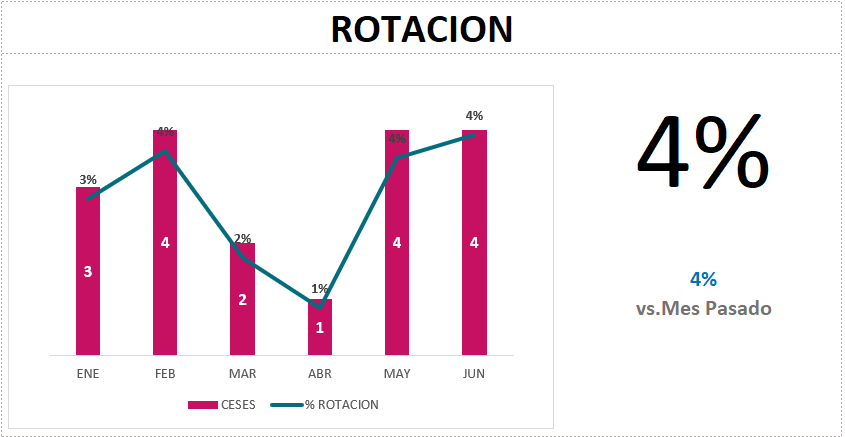 ROTACION
3%
4%
2%
1%
4%
4%
3
4
2
1
4
4
ENE
FEB
MAR
ABR
MAY
JUN
CESES
% ROTACION
4%
4%
vs.Mes Pasado